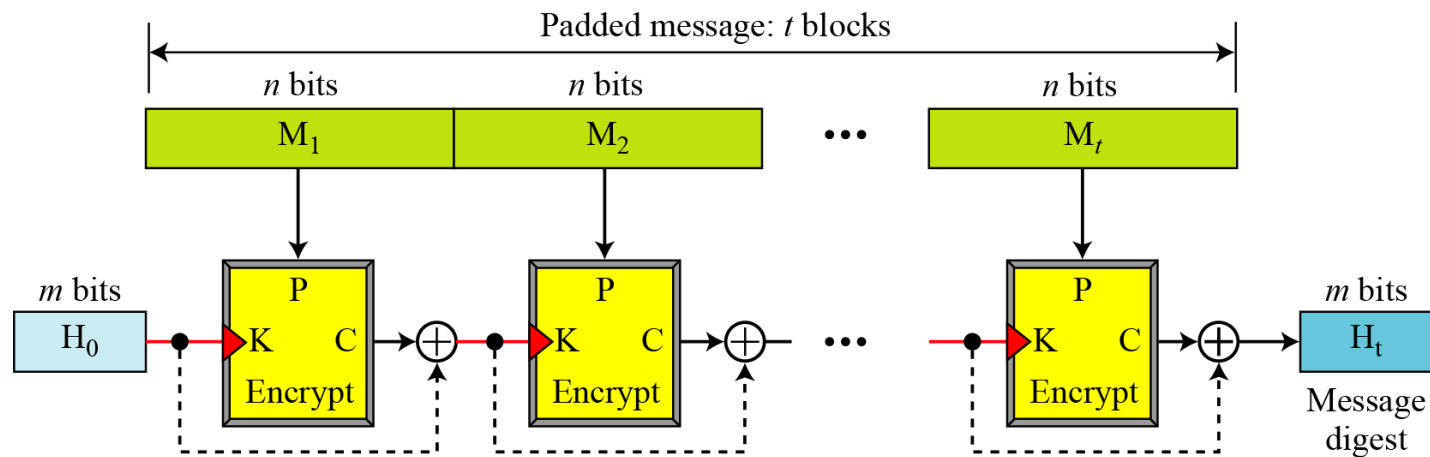 Padded message: t blocks
n bits n bits n bits
M₁ M₂ ••• Mₜ
m bits P P P m bits
H₀ K C K C ••• K C Hₜ
Encrypt Encrypt Encrypt
Message
digest